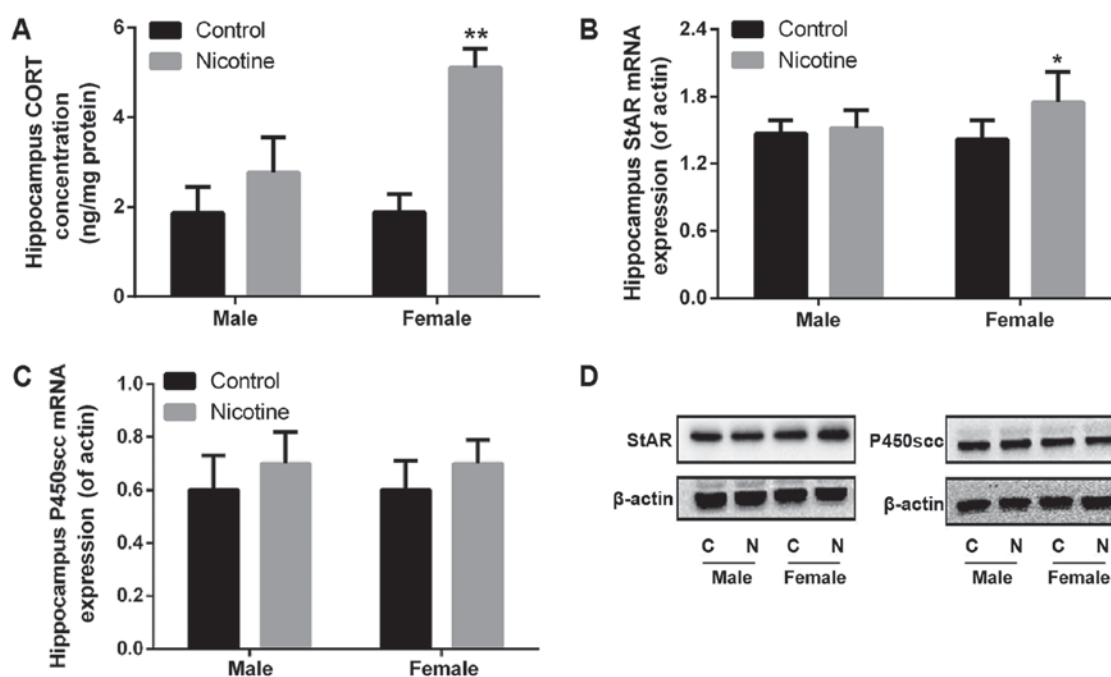 A
Control
Nicotine
Hippocampus CORT
concentration
(ng/mg protein)
6
4
2
0
**
Male
Female
B
Control
Nicotine
Hippocampus StAR mRNA
expression (of actin)
2.4
1.8
1.2
0.6
0.0
*
Male
Female
C
Control
Nicotine
Hippocampus P450scc mRNA
expression (of actin)
1.0
0.8
0.6
0.4
0.2
0.0
Male
Female
D
StAR
β-actin
C N C N
Male Female
P450scc
β-actin
C N C N
Male Female